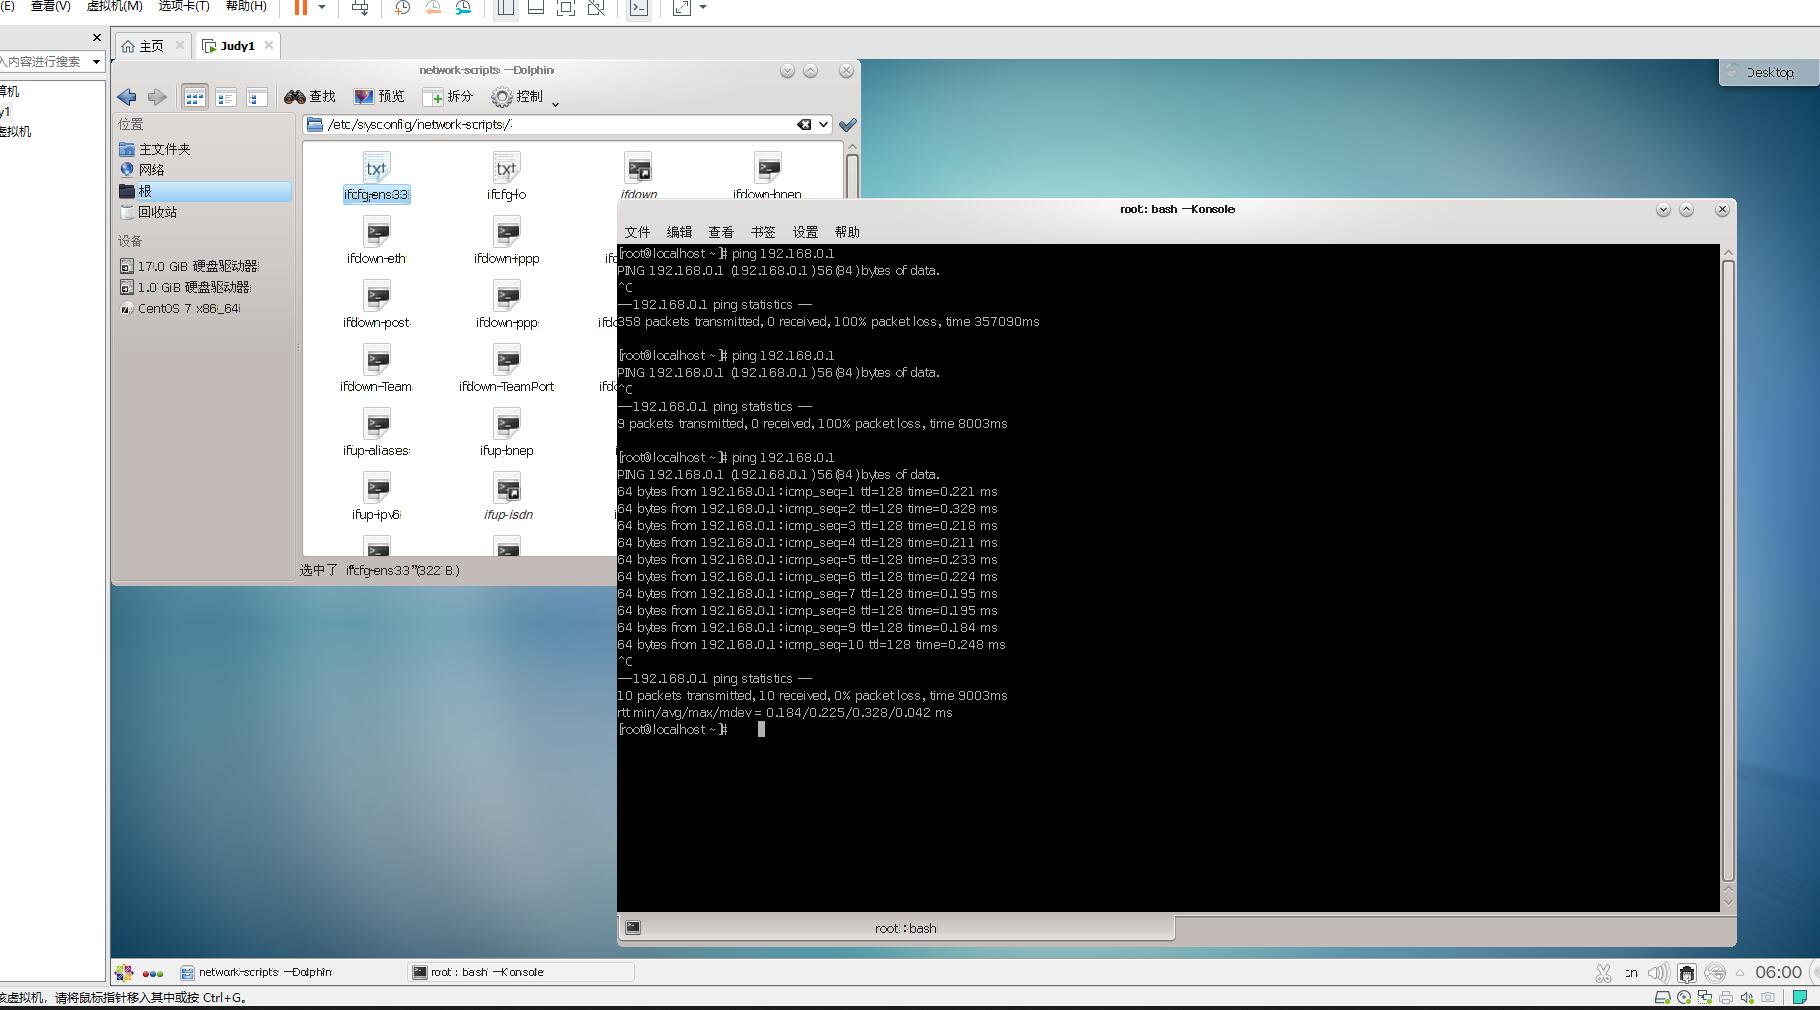 (E) 查看(V) 虚拟机(M) 选项卡(T) 帮助(H)
主页
Judy1
入内容进行搜索
算机
y1
虚拟机
network-scripts — Dolphin
查找
预览
拆分
控制
位置
主文件夹
网络
根
回收站
设备
17.0 GiB 硬盘驱动器
1.0 GiB 硬盘驱动器
CentOS 7 x86_64
/etc/sysconfig/network-scripts/
ifcfg-ens33 ifcfg-lo ifdown ifdown-bnep
ifdown-eth ifdown-ippp
ifdown-post ifdown-ppp
ifdown-Team ifdown-TeamPort
ifup-aliases ifup-bnep
ifup-ipv6 ifup-isdn
选中了 ifcfg-ens33"(322 B)
Desktop
root : bash — Konsole
文件 编辑 查看 书签 设置 帮助
[root@localhost ~]# ping 192.168.0.1
PING 192.168.0.1 (192.168.0.1) 56(84) bytes of data.
^C
--- 192.168.0.1 ping statistics ---
358 packets transmitted, 0 received, 100% packet loss, time 357090ms
[root@localhost ~]# ping 192.168.0.1
PING 192.168.0.1 (192.168.0.1) 56(84) bytes of data.
^C
--- 192.168.0.1 ping statistics ---
9 packets transmitted, 0 received, 100% packet loss, time 8003ms
[root@localhost ~]# ping 192.168.0.1
PING 192.168.0.1 (192.168.0.1) 56(84) bytes of data.
64 bytes from 192.168.0.1: icmp_seq=1 ttl=128 time=0.221 ms
64 bytes from 192.168.0.1: icmp_seq=2 ttl=128 time=0.328 ms
64 bytes from 192.168.0.1: icmp_seq=3 ttl=128 time=0.218 ms
64 bytes from 192.168.0.1: icmp_seq=4 ttl=128 time=0.211 ms
64 bytes from 192.168.0.1: icmp_seq=5 ttl=128 time=0.233 ms
64 bytes from 192.168.0.1: icmp_seq=6 ttl=128 time=0.224 ms
64 bytes from 192.168.0.1: icmp_seq=7 ttl=128 time=0.195 ms
64 bytes from 192.168.0.1: icmp_seq=8 ttl=128 time=0.195 ms
64 bytes from 192.168.0.1: icmp_seq=9 ttl=128 time=0.184 ms
64 bytes from 192.168.0.1: icmp_seq=10 ttl=128 time=0.248 ms
^C
--- 192.168.0.1 ping statistics ---
10 packets transmitted, 10 received, 0% packet loss, time 9003ms
rtt min/avg/max/mdev = 0.184/0.225/0.328/0.042 ms
[root@localhost ~]#
root : bash
network-scripts — Dolphin
root : bash — Konsole
06:00
该虚拟机，请将鼠标指针移入其中或按 Ctrl+G。